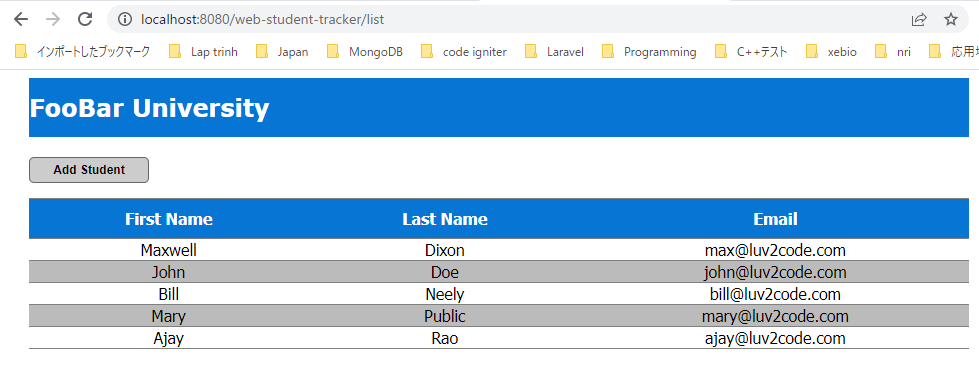 localhost:8080/web-student-tracker/list
インポートしたブックマーク Lap trinh Japan MongoDB code igniter Laravel Programming C++テスト xebio nri
FooBar University
Add Student
First Name Last Name Email
Maxwell Dixon max@luv2code.com
John Doe john@luv2code.com
Bill Neely bill@luv2code.com
Mary Public mary@luv2code.com
Ajay Rao ajay@luv2code.com